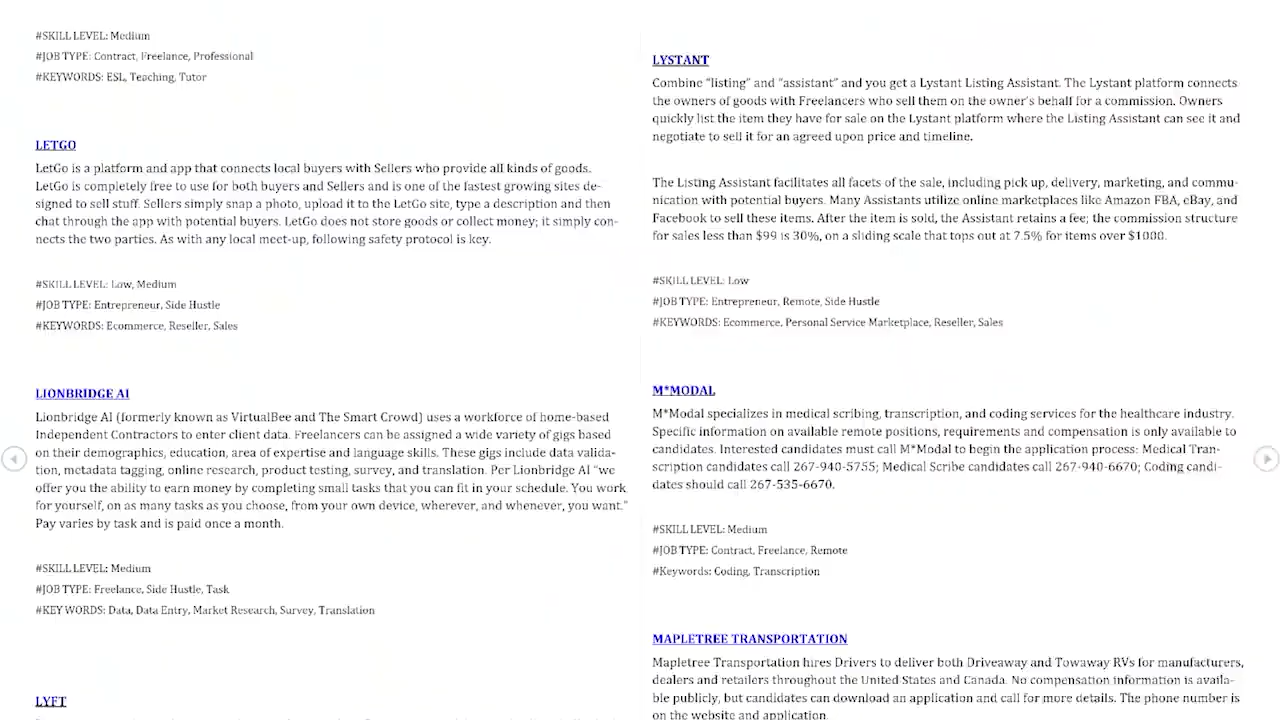 #SKILL LEVEL: Medium
#JOB TYPE: Contract, Freelance, Professional
#KEYWORDS: ESL, Teaching, Tutor
LETGO
LetGo is a platform and app that connects local buyers with Sellers who provide all kinds of goods.
LetGo is completely free to use for both buyers and Sellers and is one of the fastest growing sites de-
signed to sell stuff. Sellers simply snap a photo, upload it to the LetGo site, type a description and then
chat through the app with potential buyers. LetGo does not store goods or collect money; it simply con-
nects the two parties. As with any local meet-up, following safety protocol is key.
#SKILL LEVEL: Low, Medium
#JOB TYPE: Entrepreneur, Side Hustle
#KEYWORDS: Ecommerce, Reseller, Sales
LIONBRIDGE AI
Lionbridge AI (formerly known as VirtualBee and The Smart Crowd) uses a workforce of home-based
Independent Contractors to enter client data. Freelancers can be assigned a wide variety of gigs based
on their demographics, education, area of expertise and language skills. These gigs include data valida-
tion, metadata tagging, online research, product testing, survey, and translation. Per Lionbridge AI “we
offer you the ability to earn money by completing small tasks that you can fit in your schedule. You work
for yourself, on as many tasks as you choose, from your own device, wherever, and whenever, you want.”
Pay varies by task and is paid once a month.
#SKILL LEVEL: Medium
#JOB TYPE: Freelance, Side Hustle, Task
#KEY WORDS: Data, Data Entry, Market Research, Survey, Translation
LYFT
LYSTANT
Combine “listing” and “assistant” and you get a Lystant Listing Assistant. The Lystant platform connects
the owners of goods with Freelancers who sell them on the owner’s behalf for a commission. Owners
quickly list the item they have for sale on the Lystant platform where the Listing Assistant can see it and
negotiate to sell it for an agreed upon price and timeline.
The Listing Assistant facilitates all facets of the sale, including pick up, delivery, marketing, and commu-
nication with potential buyers. Many Assistants utilize online marketplaces like Amazon FBA, eBay, and
Facebook to sell these items. After the item is sold, the Assistant retains a fee; the commission structure
for sales less than $99 is 30%, on a sliding scale that tops out at 7.5% for items over $1000.
#SKILL LEVEL: Low
#JOB TYPE: Entrepreneur, Remote, Side Hustle
#KEYWORDS: Ecommerce, Personal Service Marketplace, Reseller, Sales
M*MODAL
M*Modal specializes in medical scribing, transcription, and coding services for the healthcare industry.
Specific information on available remote positions, requirements and compensation is only available to
candidates. Interested candidates must call M*Modal to begin the application process: Medical Tran-
scription candidates call 267-940-5755; Medical Scribe candidates call 267-940-6670; Coding candi-
dates should call 267-535-6670.
#SKILL LEVEL: Medium
#JOB TYPE: Contract, Freelance, Remote
#Keywords: Coding, Transcription
MAPLETREE TRANSPORTATION
Mapletree Transportation hires Drivers to deliver both Driveaway and Towaway RVs for manufacturers,
dealers and retailers throughout the United States and Canada. No compensation information is availa-
ble publicly, but candidates can download an application and call for more details. The phone number is
on the website and application.